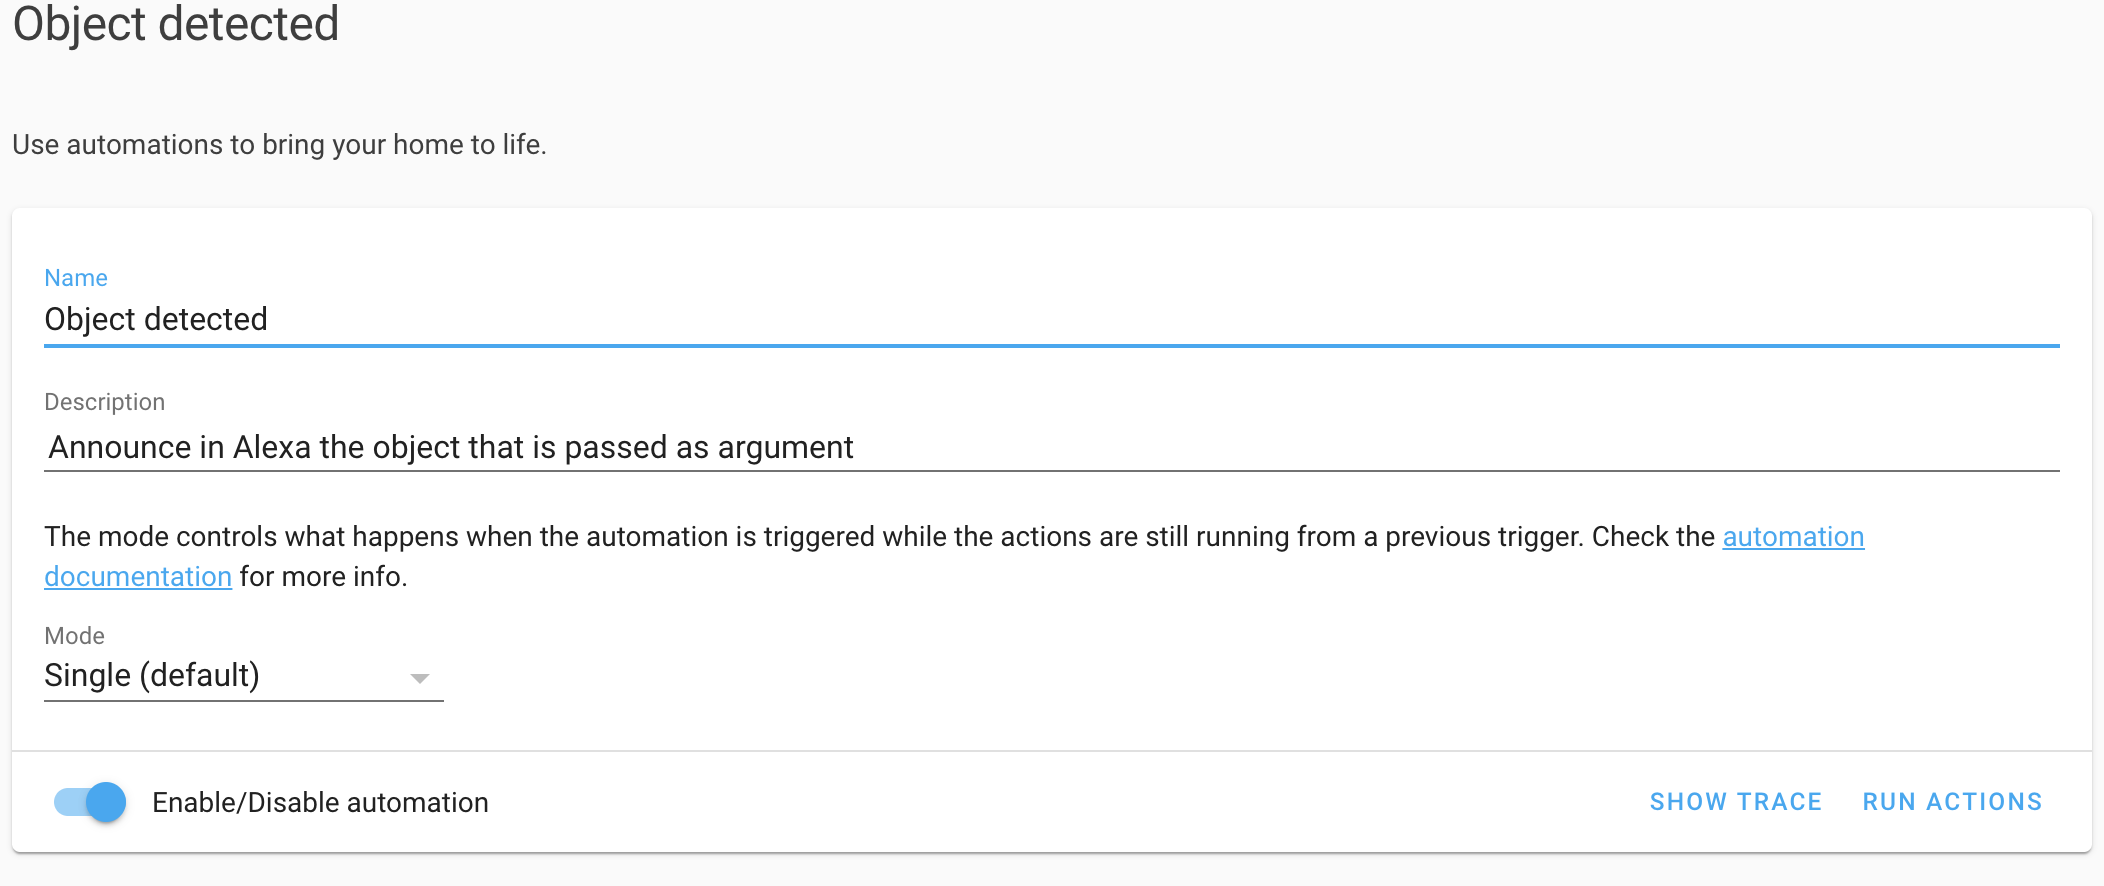 Object detected
Use automations to bring your home to life.
Name
Object detected
Description
Announce in Alexa the object that is passed as argument
The mode controls what happens when the automation is triggered while the actions are still running from a previous trigger. Check the automation
documentation for more info.
Mode
Single (default)
Enable/Disable automation
SHOW TRACE
RUN ACTIONS